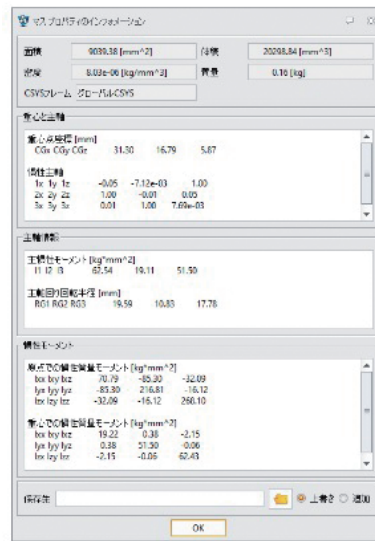 マス プロパティのインフォメーション
面積 9039.38 [mm^2] 体積 20298.84 [mm^3]
密度 8.03e-06 [kg/mm^3] 質量 0.16 [kg]
CSYSフレーム グローバルCSYS
重心と主軸
重心点座標 [mm]
CGx CGy CGz 31.30 16.79 5.87
慣性主軸
1x 1y 1z -0.05 -7.12e-03 1.00
2x 2y 2z 1.00 -0.01 0.05
3x 3y 3z 0.01 1.00 7.69e-03
主軸情報
主慣性モーメント [kg*mm^2]
I1 I2 I3 62.54 19.11 51.50
主軸回り回転半径 [mm]
RG1 RG2 RG3 19.59 10.83 17.78
慣性モーメント
原点での慣性質量モーメント [kg*mm^2]
Ixx Ixy Ixz 70.79 -85.30 -32.09
Iyx Iyy Iyz -85.30 216.81 -16.12
Izx Izy Izz -32.09 -16.12 268.10
重心での慣性質量モーメント [kg*mm^2]
Ixx Ixy Ixz 19.22 0.38 -2.15
Iyx Iyy Iyz 0.38 51.50 -0.06
Izx Izy Izz -2.15 -0.06 62.43
保存先 上書き 追加
OK